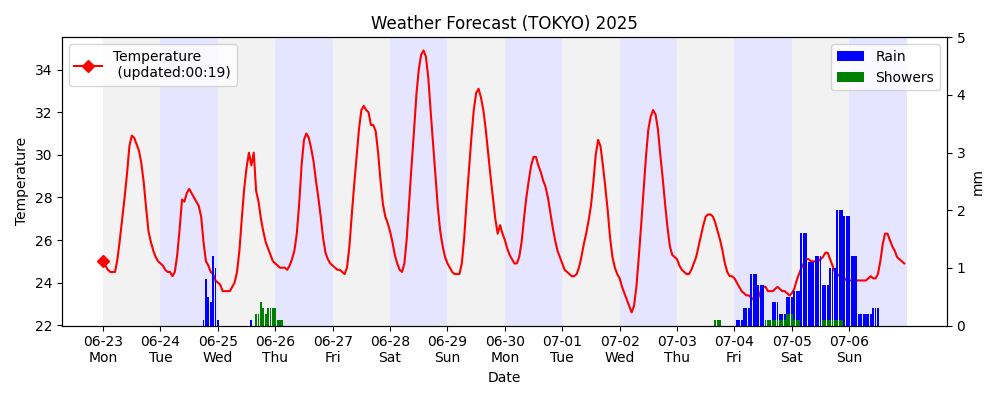 Weather Forecast (TOKYO) 2025
Temperature
(updated:00:19)
Rain
Showers
Temperature
34
32
30
28
26
24
22
5
4
3
2
1
0
mm
06-23 06-24 06-25 06-26 06-27 06-28 06-29 06-30 07-01 07-02 07-03 07-04 07-05 07-06
Mon Tue Wed Thu Fri Sat Sun Mon Tue Wed Thu Fri Sat Sun
Date